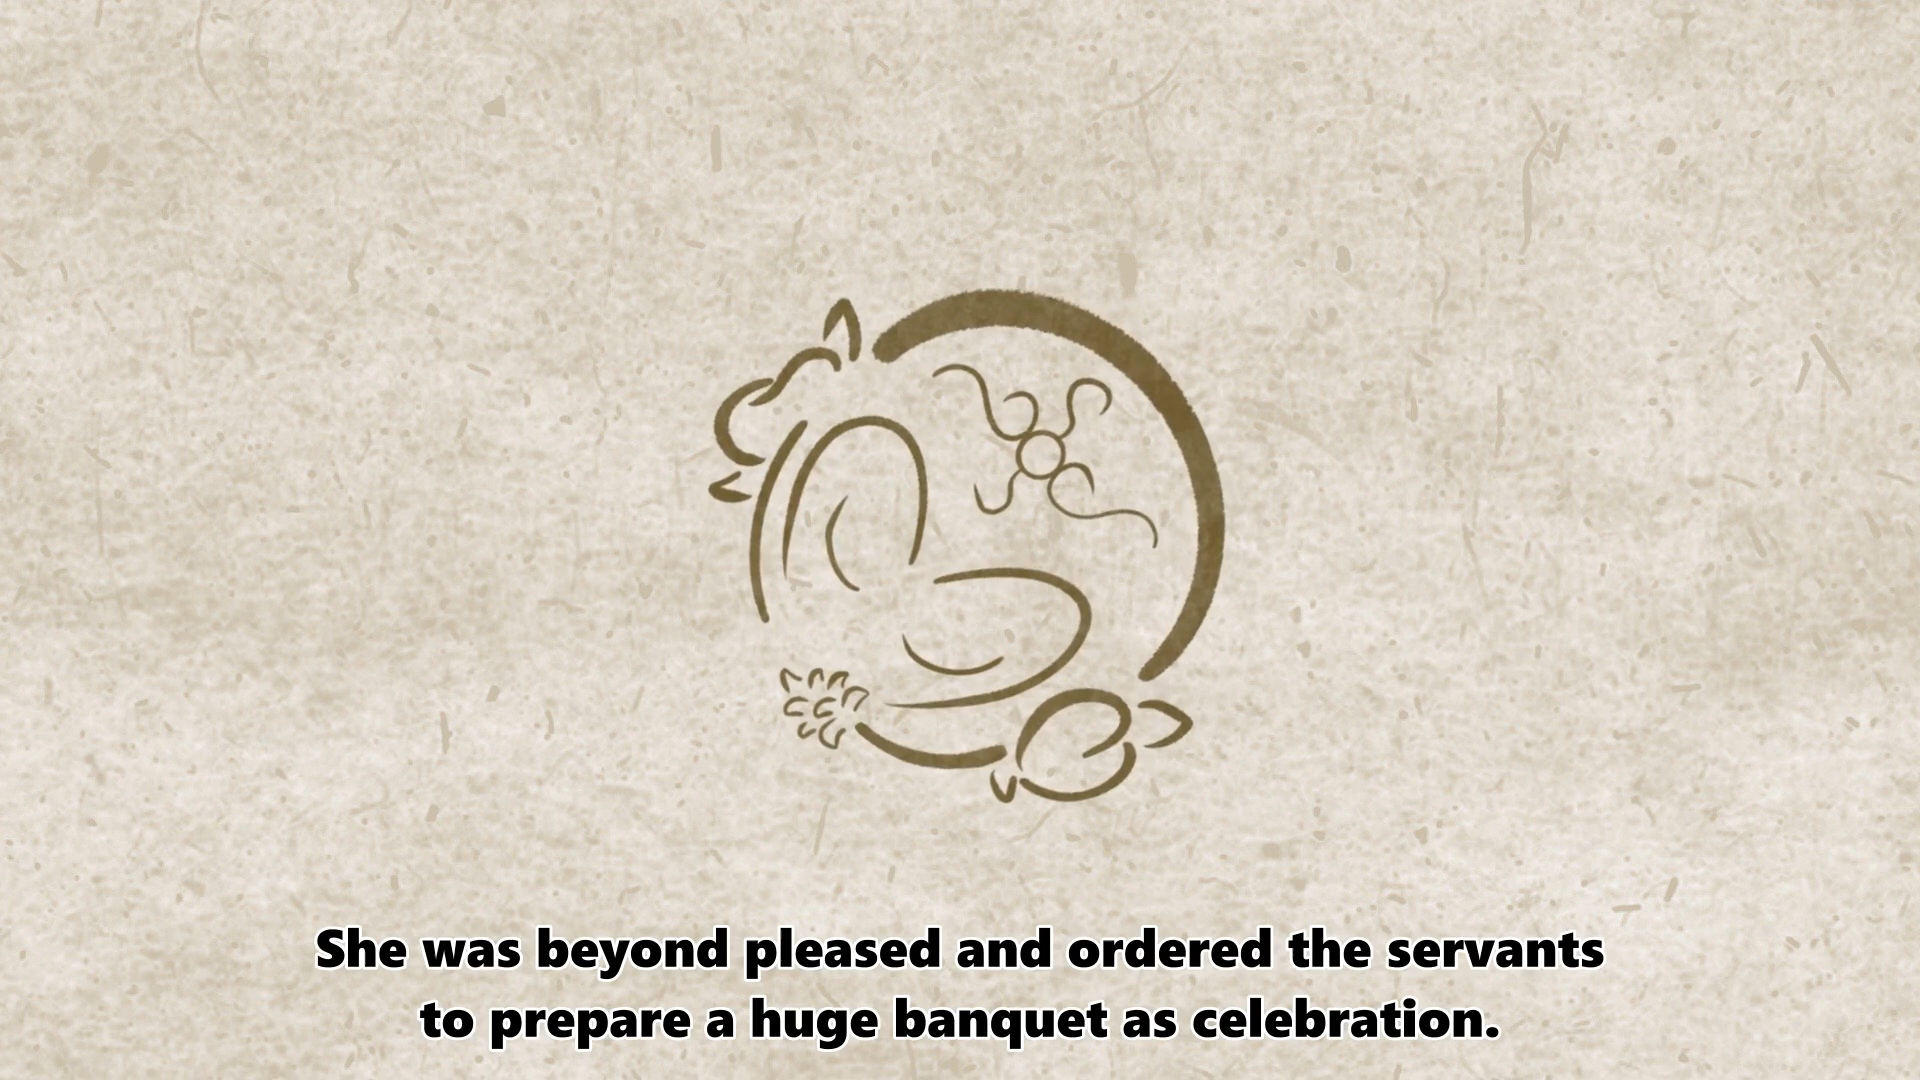 She was beyond pleased and ordered the servants
to prepare a huge banquet as celebration.